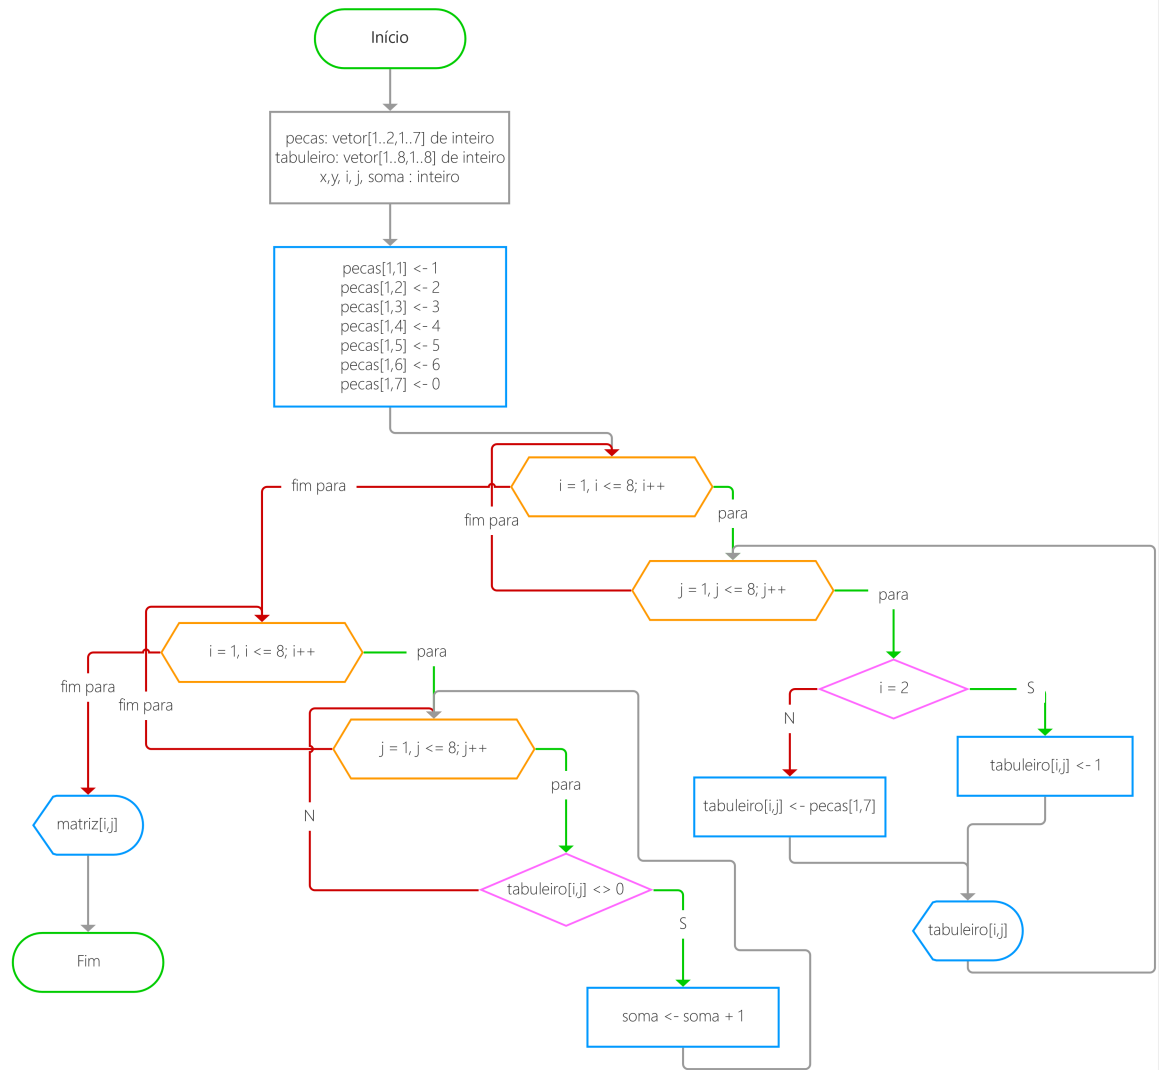 Início
pecas: vetor[1..2,1..7] de inteiro
tabuleiro: vetor[1..8,1..8] de inteiro
x,y, i, j, soma : inteiro
pecas[1,1] <- 1
pecas[1,2] <- 2
pecas[1,3] <- 3
pecas[1,4] <- 4
pecas[1,5] <- 5
pecas[1,6] <- 6
pecas[1,7] <- 0
i = 1, i <= 8; i++
fim para
para
fim para
j = 1, j <= 8; j++
para
i = 2
S
N
tabuleiro[i,j] <- 1
tabuleiro[i,j] <- pecas[1,7]
tabuleiro[i,j]
i = 1, i <= 8; i++
para
fim para
fim para
j = 1, j <= 8; j++
para
N
tabuleiro[i,j] <> 0
S
soma <- soma + 1
matriz[i,j]
Fim